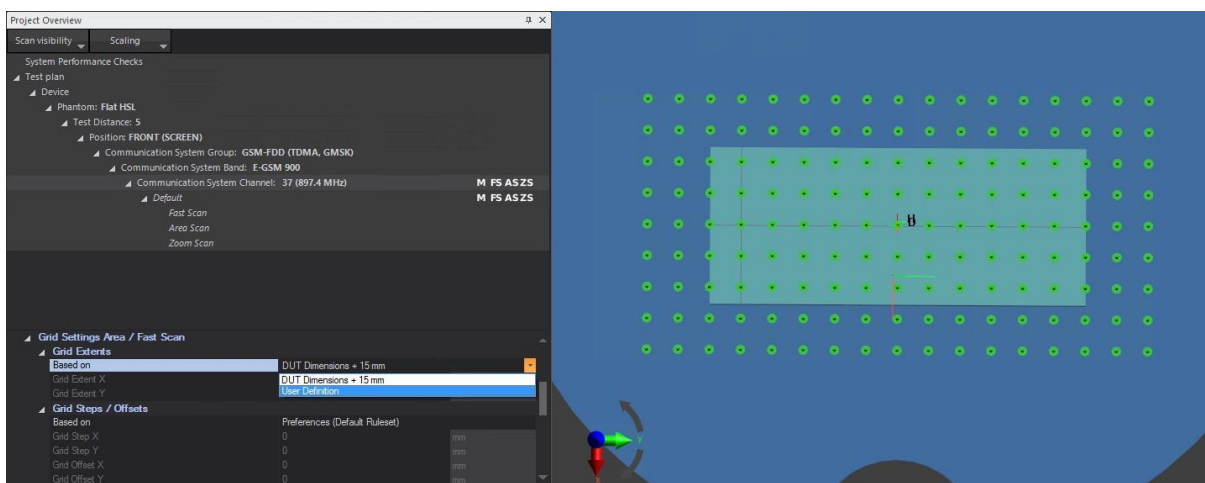 Project Overview
Scan visibility Scaling
System Performance Checks
Test plan
Device
Phantom: Flat HSL
Test Distance: 5
Position: FRONT (SCREEN)
Communication System Group: GSM-FDD (TDMA, GMSK)
Communication System Band: E-GSM 900
Communication System Channel: 37 (897.4 MHz) M FS AS ZS
Default M FS AS ZS
Fast Scan
Area Scan
Zoom Scan
Grid Settings Area / Fast Scan
Grid Extents
Based on DUT Dimensions + 15 mm
Grid Extent X DUT Dimensions + 15 mm
Grid Extent Y User Definition
Grid Steps / Offsets
Based on Preferences (Default Ruleset)
Grid Step X 0 mm
Grid Step Y 0 mm
Grid Offset X 0 mm
Grid Offset Y 0 mm
Y
X